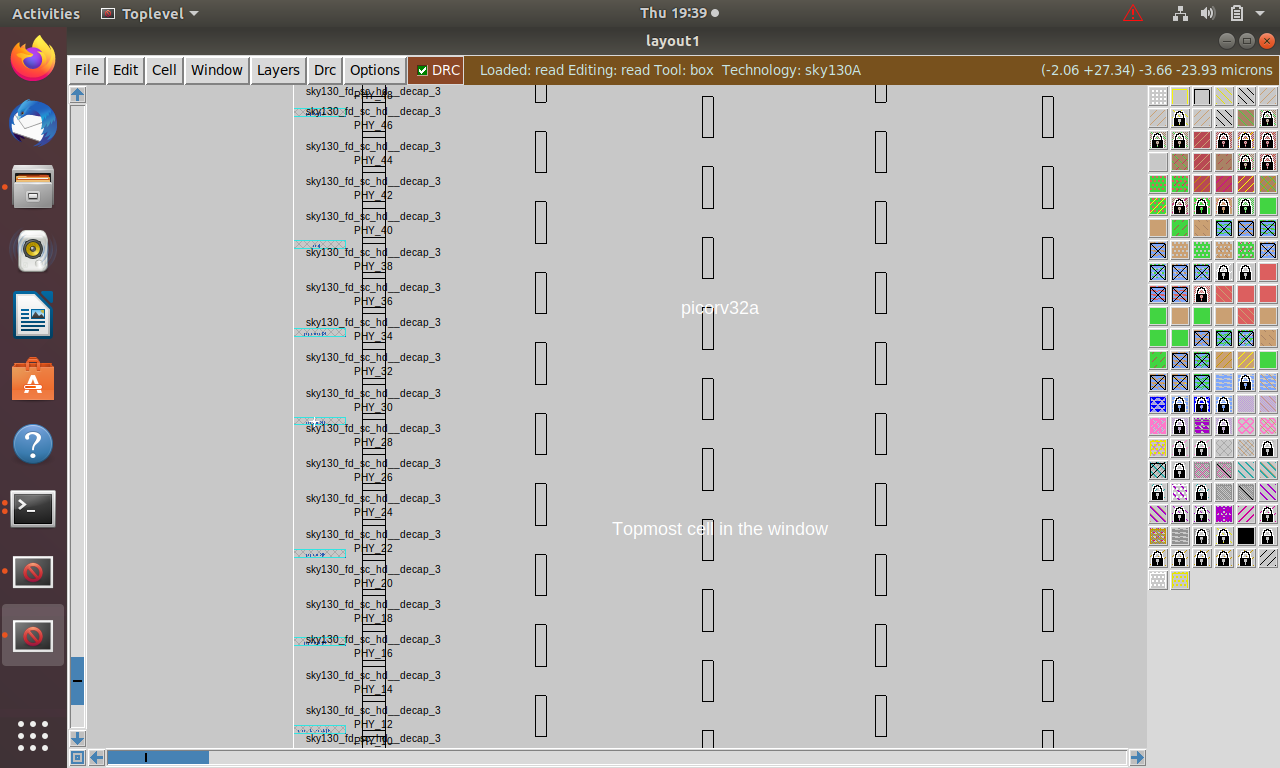 Activities Toplevel Thu 19:39
layout1
File Edit Cell Window Layers Drc Options DRC Loaded: read Editing: read Tool: box Technology: sky130A (-2.06 +27.34) -3.66 -23.93 microns
sky130_fd_sc_hd__decap_3
PHY_48
sky130_fd_sc_hd__decap_3
PHY_46
sky130_fd_sc_hd__decap_3
PHY_44
sky130_fd_sc_hd__decap_3
PHY_42
sky130_fd_sc_hd__decap_3
PHY_40
sky130_fd_sc_hd__decap_3
PHY_38
sky130_fd_sc_hd__decap_3
PHY_36
picorv32a
sky130_fd_sc_hd__decap_3
PHY_34
sky130_fd_sc_hd__decap_3
PHY_32
sky130_fd_sc_hd__decap_3
PHY_30
sky130_fd_sc_hd__decap_3
PHY_28
sky130_fd_sc_hd__decap_3
PHY_26
sky130_fd_sc_hd__decap_3
PHY_24
Topmost cell in the window
sky130_fd_sc_hd__decap_3
PHY_22
sky130_fd_sc_hd__decap_3
PHY_20
sky130_fd_sc_hd__decap_3
PHY_18
sky130_fd_sc_hd__decap_3
PHY_16
sky130_fd_sc_hd__decap_3
PHY_14
sky130_fd_sc_hd__decap_3
PHY_12
sky130_fd_sc_hd__decap_3
PHY_10